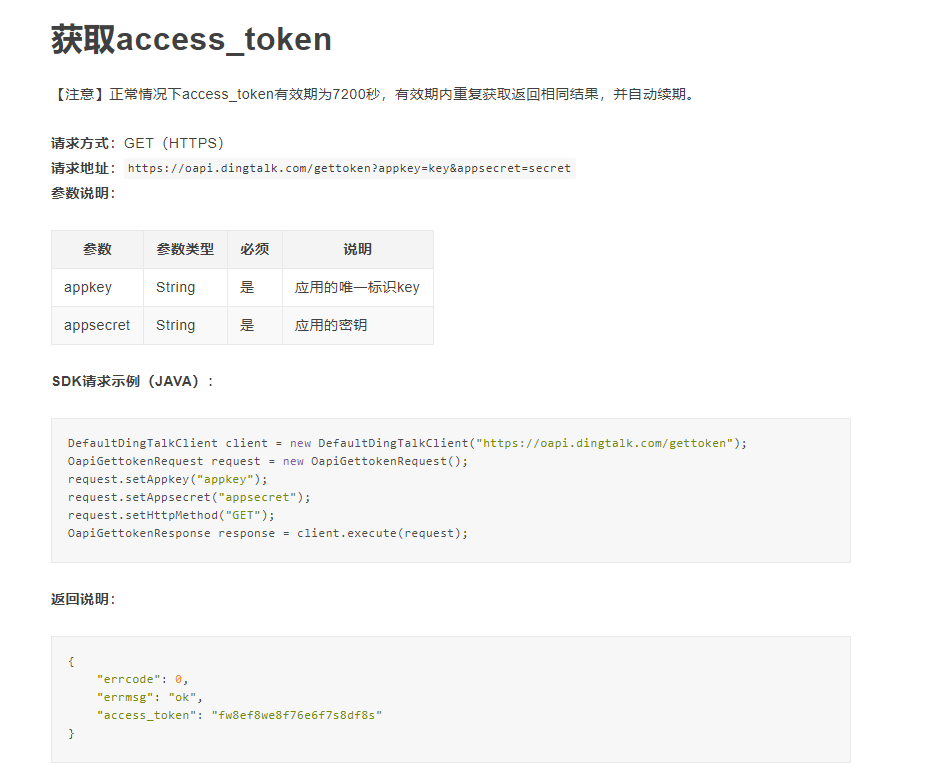 获取access_token
【注意】正常情况下access_token有效期为7200秒，有效期内重复获取返回相同结果，并自动续期。
请求方式：GET（HTTPS）
请求地址：https://oapi.dingtalk.com/gettoken?appkey=key&appsecret=secret
参数说明：
参数 参数类型 必须 说明
appkey String 是 应用的唯一标识key
appsecret String 是 应用的密钥
SDK请求示例（JAVA）：
DefaultDingTalkClient client = new DefaultDingTalkClient("https://oapi.dingtalk.com/gettoken");
OapiGettokenRequest request = new OapiGettokenRequest();
request.setAppkey("appkey");
request.setAppsecret("appsecret");
request.setHttpMethod("GET");
OapiGettokenResponse response = client.execute(request);
返回说明：
{
"errcode": 0,
"errmsg": "ok",
"access_token": "fw8ef8we8f76e6f7s8df8s"
}